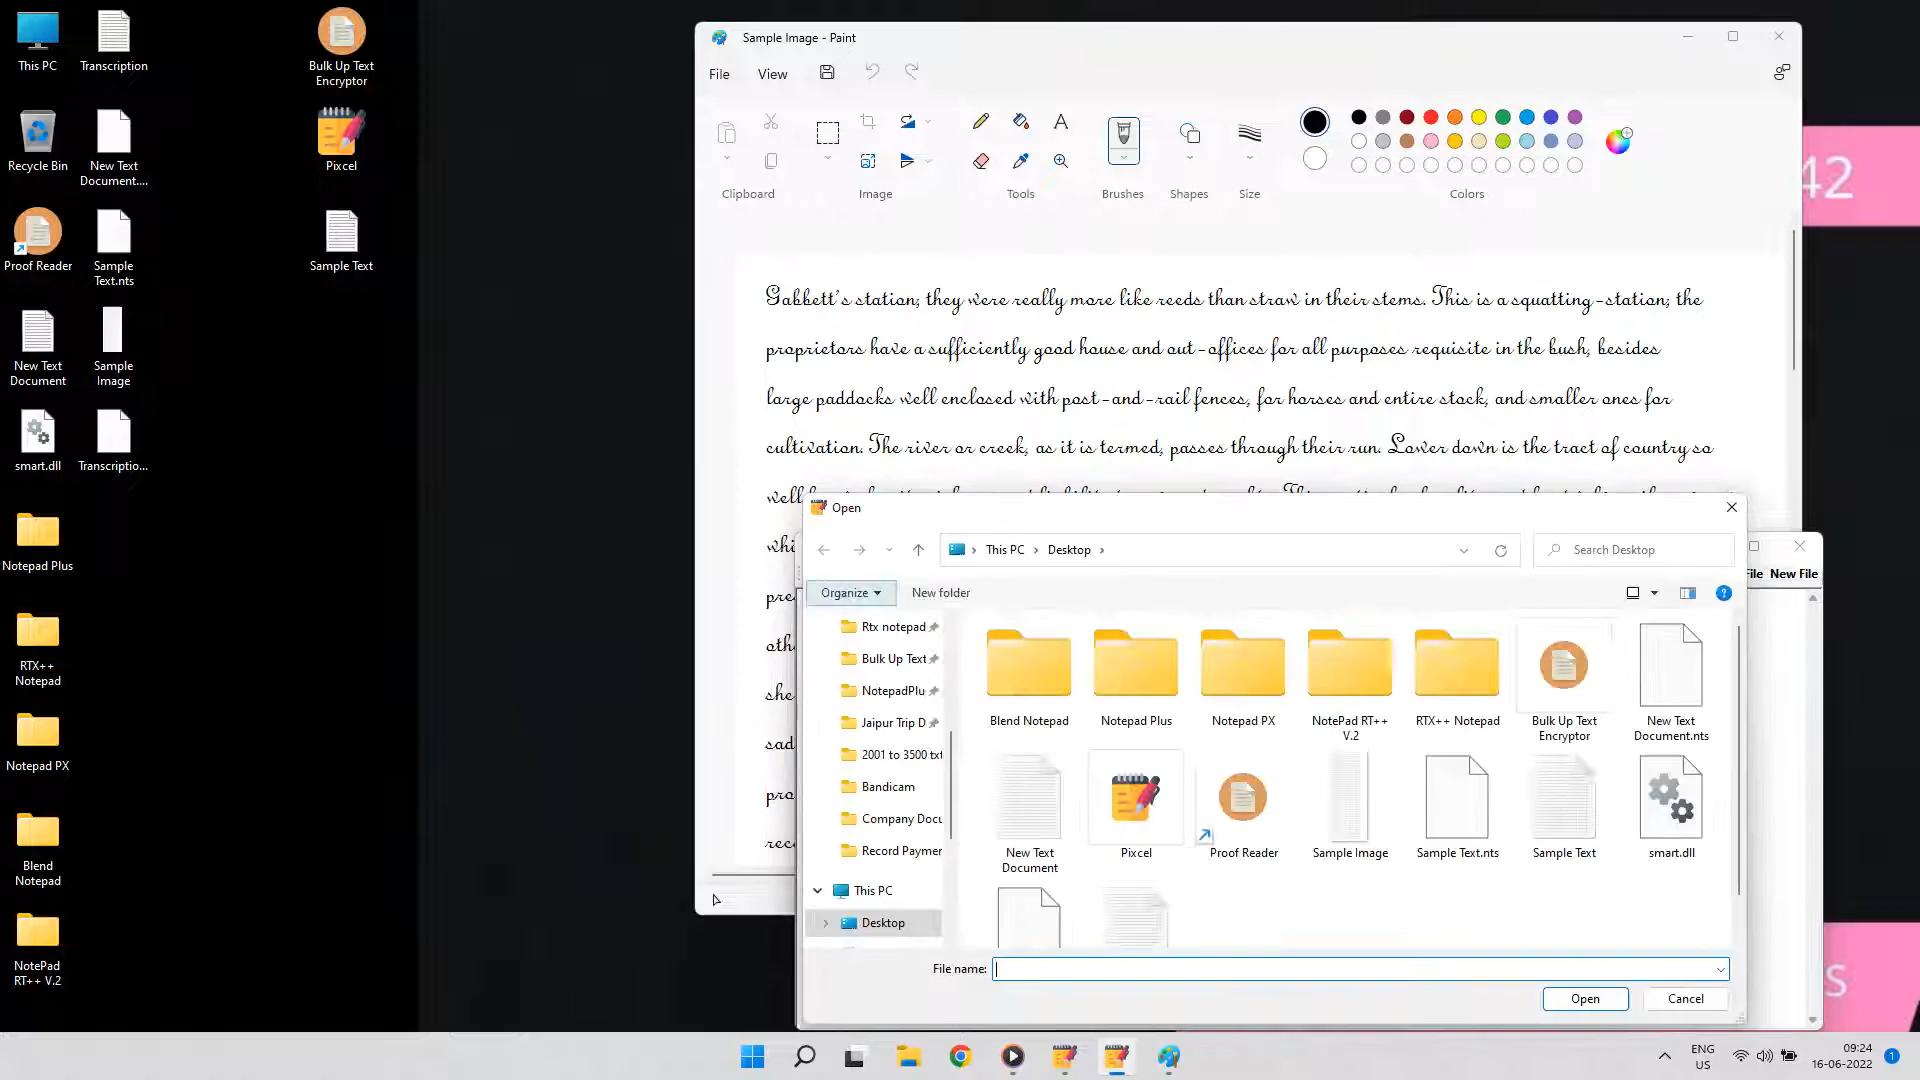 This PC
Transcription
Bulk Up Text
Encryptor
Recycle Bin
New Text
Document....
Pixcel
Proof Reader
Sample
Text.nts
Sample Text
New Text
Document
Sample
Image
smart.dll
Transcriptio...
Notepad Plus
RTX++
Notepad
Notepad PX
Blend
Notepad
NotePad
RT++ V.2
Sample Image - Paint
File
View
Clipboard
Image
Tools
Brushes
Shapes
Size
Colors
42
Gabbett's station; they were really more like reeds than straw in their stems. This is a squatting-station; the
proprietors have a sufficiently good house and out-offices for all purposes requisite in the bush, besides
large paddocks well enclosed with post-and-rail fences, for horses and entire stock, and smaller ones for
cultivation. The river or creek, as it is termed, passes through their run. Lower down is the tract of country so
well
Open
This PC
Desktop
Search Desktop
File New File
Organize
New folder
Rtx notepad
Bulk Up Text
NotepadPlu
Jaipur Trip D
2001 to 3500 txt
Bandicam
Company Docu
Record Paymer
This PC
Desktop
Blend Notepad
Notepad Plus
Notepad PX
NotePad RT++
V.2
RTX++ Notepad
Bulk Up Text
Encryptor
New Text
Document.nts
New Text
Document
Pixcel
Proof Reader
Sample Image
Sample Text.nts
Sample Text
smart.dll
File name:
Open
Cancel
s
ENG
US
09:24
16-06-2022
1